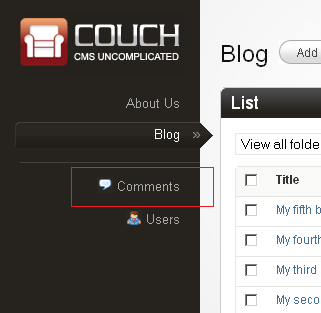 COUCH
CMS UNCOMPLICATED
About Us
Blog »
Comments
Users
Blog
Add
List
View all folde
Title
My fifth b
My fourth
My third
My seco